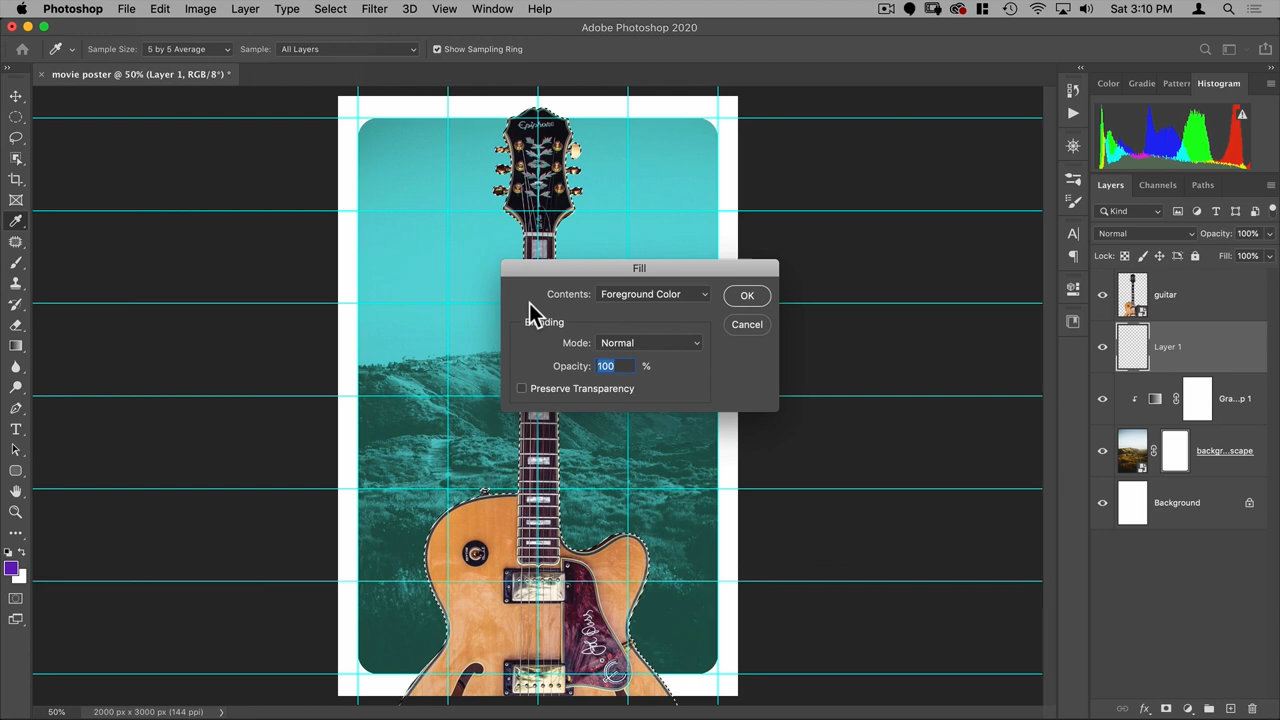 Photoshop File Edit Image Layer Type Select Filter 3D View Window Help Sat 3:10 PM
Adobe Photoshop 2020
Sample Size: 5 by 5 Average Sample: All Layers Show Sampling Ring
movie poster @ 50% (Layer 1, RGB/8*) *
Color Gradie Pattern Histogram
Epiphone
Layers Channels Paths
Kind
Normal Opacity: 100%
Lock: Fill: 100%
Fill
Contents: Foreground Color OK
Cancel
Mode: Normal
Opacity: 100 %
Preserve Transparency
guitar
Layer 1
Gra...p 1
backgr...scape
Background
50% 2000 px x 3000 px (144 ppi)